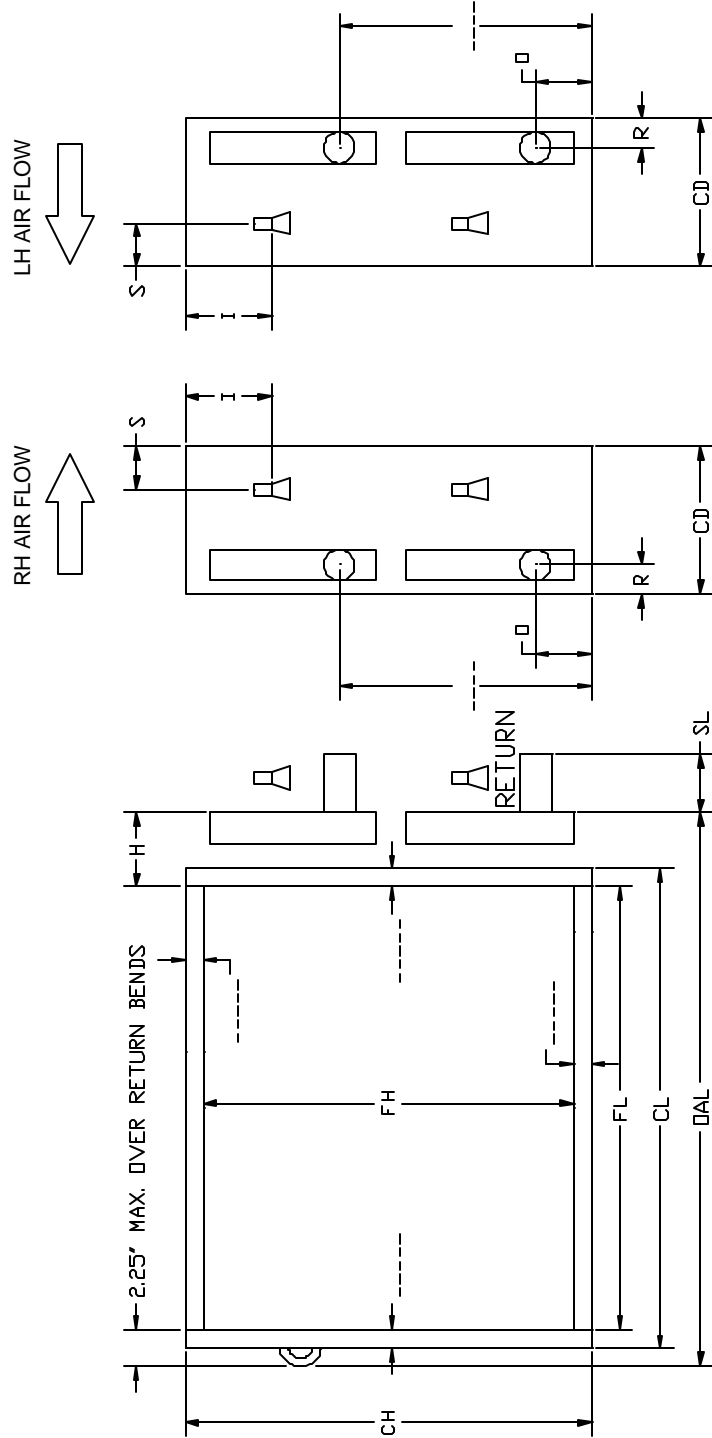 RH AIR FLOW
LH AIR FLOW
2.25" MAX. OVER RETURN BENDS
H
S
S
I
I
CH
FH
RETURN
O
O
FL
R
R
CL
OAL
SL
CD
CD